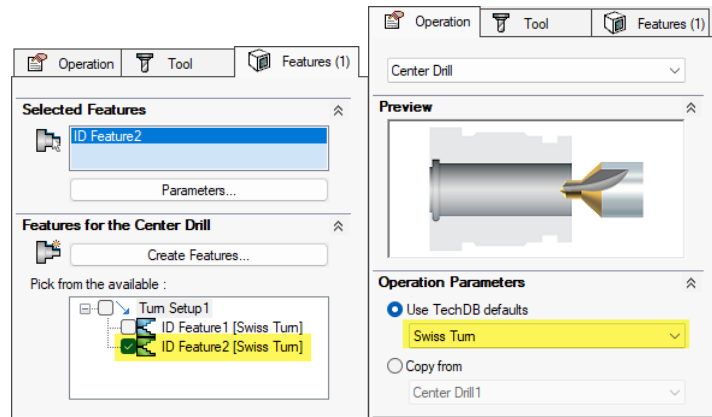 Operation
Tool
Features (1)
Selected Features
ID Feature2
Parameters...
Features for the Center Drill
Create Features...
Pick from the available :
Turn Setup1
ID Feature1 [Swiss Turn]
ID Feature2 [Swiss Turn]
Operation
Tool
Features (1)
Center Drill
Preview
Operation Parameters
Use TechDB defaults
Swiss Turn
Copy from
Center Drill1